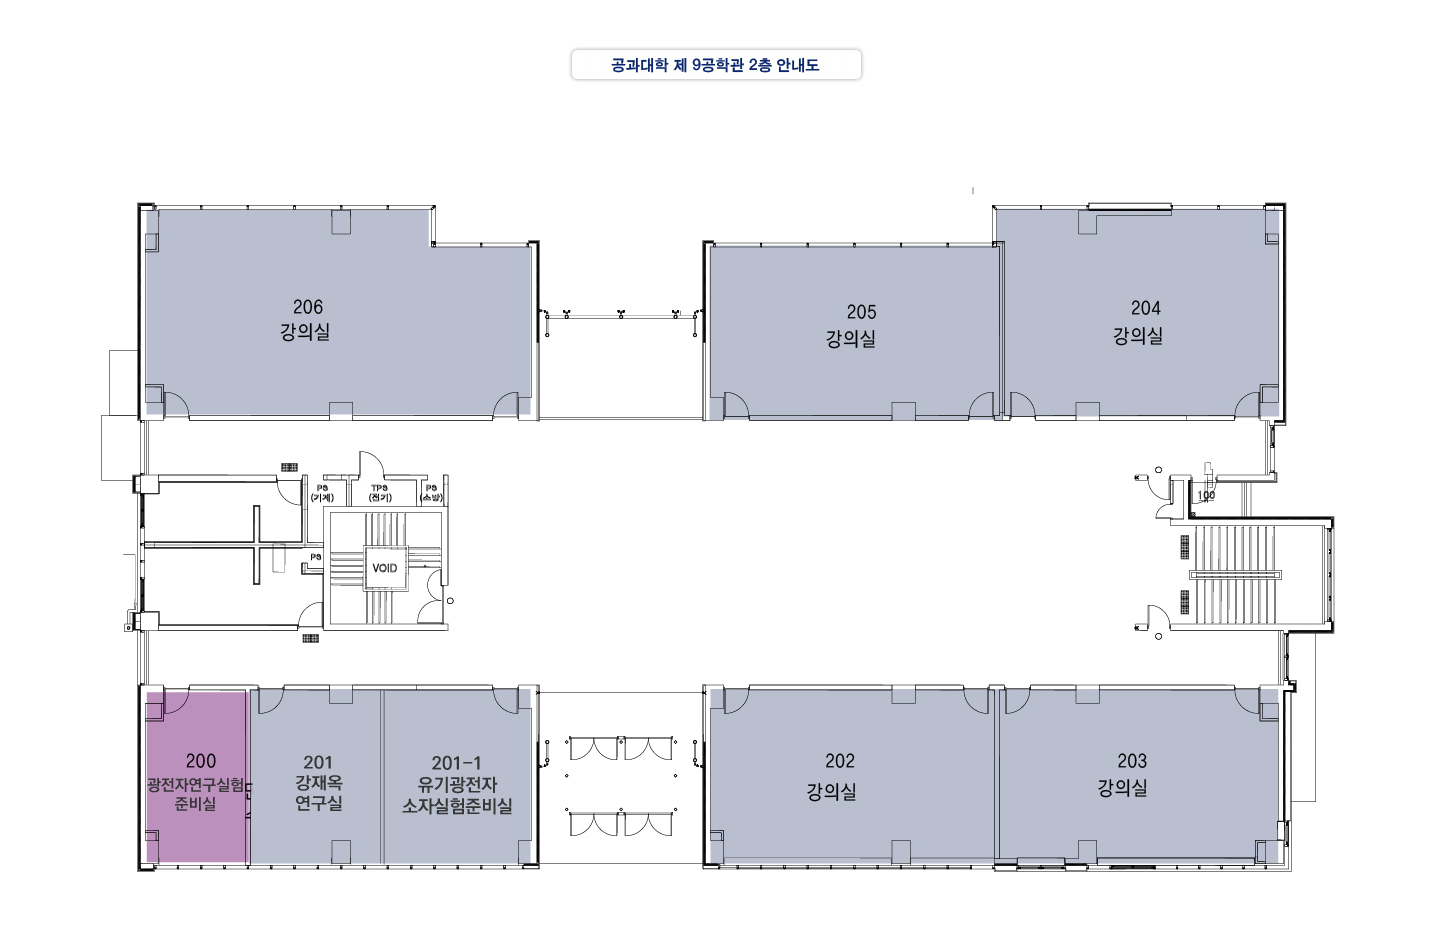 공과대학 제 9공학관 2층 안내도
206
강의실
205
강의실
204
강의실
PS
(기계)
TPS
(전기)
PS
(소방)
100
PS
VOID
200
광전자연구실험
준비실
201
강재옥
연구실
201-1
유기광전자
소자실험준비실
202
강의실
203
강의실